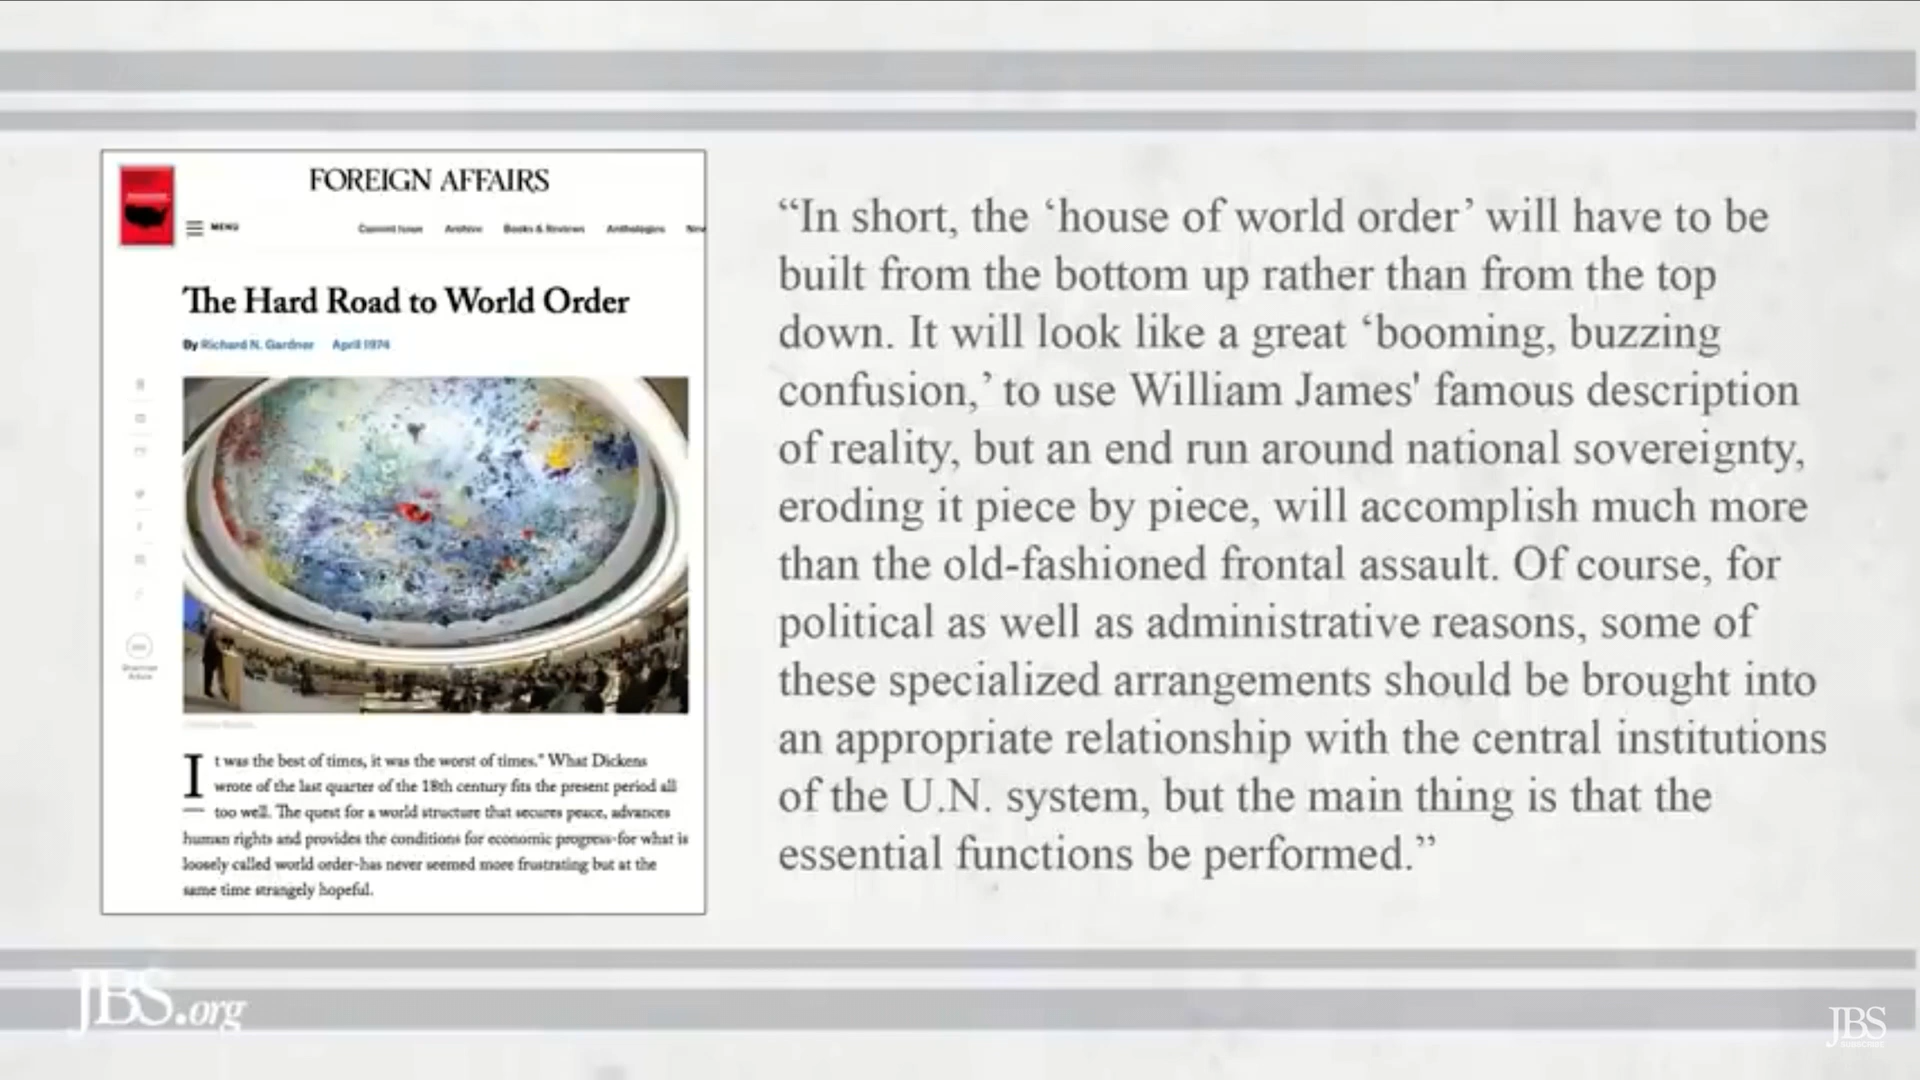 FOREIGN AFFAIRS
MENU
Current Issue Archive Books & Reviews Anthologies
The Hard Road to World Order
By Richard N. Gardner April 1974
It was the best of times, it was the worst of times." What Dickens
wrote of the last quarter of the 18th century fits the present period all
too well. The quest for a world structure that secures peace, advances
human rights and provides the conditions for economic progress-for what is
loosely called world order-has never seemed more frustrating but at the
same time strangely hopeful.
“In short, the ‘house of world order’ will have to be
built from the bottom up rather than from the top
down. It will look like a great ‘booming, buzzing
confusion,’ to use William James' famous description
of reality, but an end run around national sovereignty,
eroding it piece by piece, will accomplish much more
than the old-fashioned frontal assault. Of course, for
political as well as administrative reasons, some of
these specialized arrangements should be brought into
an appropriate relationship with the central institutions
of the U.N. system, but the main thing is that the
essential functions be performed.”
JBS.org
JBS